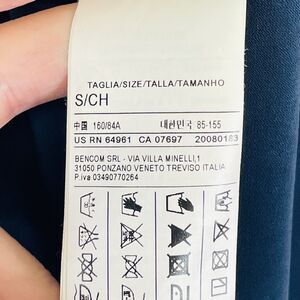 TAGLIA/SIZE/TALLA/TAMANHO
S/CH
中国 160/84A 대한민국 85-155
US RN 64961 CA 07697 20080183
BENCOM SRL - VIA VILLA MINELLI,1
31050 PONZANO VENETO TREVISO ITALIA
P.iva 03490770264